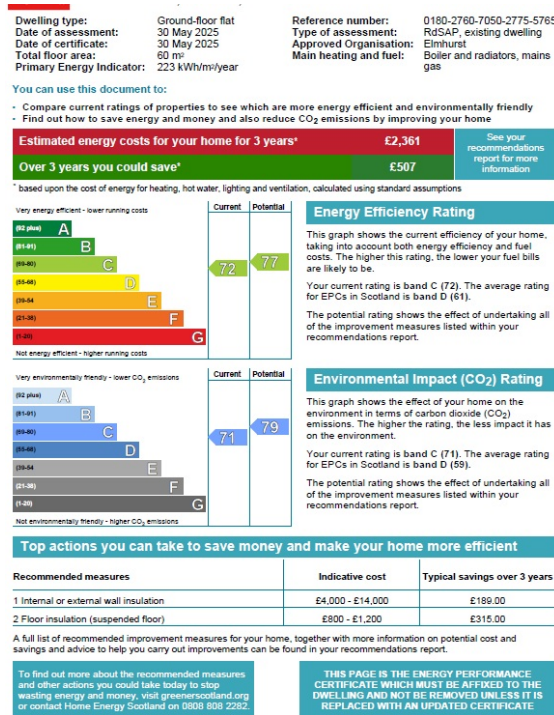 Dwelling type: Ground-floor flat
Date of assessment: 30 May 2025
Date of certificate: 30 May 2025
Total floor area: 60 m²
Primary Energy Indicator: 223 kWh/m²/year
Reference number: 0180-2760-7050-2775-5765
Type of assessment: RdSAP, existing dwelling
Approved Organisation: Elmhurst
Main heating and fuel: Boiler and radiators, mains
gas
You can use this document to:
• Compare current ratings of properties to see which are more energy efficient and environmentally friendly
• Find out how to save energy and money and also reduce CO₂ emissions by improving your home
Estimated energy costs for your home for 3 years* £2,361
Over 3 years you could save* £507
See your
recommendations
report for more
information
* based upon the cost of energy for heating, hot water, lighting and ventilation, calculated using standard assumptions
Very energy efficient - lower running costs
Current Potential
(92 plus) A
(81-91) B
(69-80) C
(55-68) D
(39-54 E
(21-38) F
(1-20) G
72 77
Not energy efficient - higher running costs
Energy Efficiency Rating
This graph shows the current efficiency of your home,
taking into account both energy efficiency and fuel
costs. The higher this rating, the lower your fuel bills
are likely to be.
Your current rating is band C (72). The average rating
for EPCs in Scotland is band D (61).
The potential rating shows the effect of undertaking all
of the improvement measures listed within your
recommendations report.
Very environmentally friendly - lower CO₂ emissions
Current Potential
(92 plus) A
(81-91) B
(69-80) C
(55-68) D
(39-54 E
(21-38) F
(1-20) G
71 79
Not environmentally friendly - higher CO₂ emissions
Environmental Impact (CO₂) Rating
This graph shows the effect of your home on the
environment in terms of carbon dioxide (CO₂)
emissions. The higher the rating, the less impact it has
on the environment.
Your current rating is band C (71). The average rating
for EPCs in Scotland is band D (59).
The potential rating shows the effect of undertaking all
of the improvement measures listed within your
recommendations report.
Top actions you can take to save money and make your home more efficient
Recommended measures Indicative cost Typical savings over 3 years
1 Internal or external wall insulation £4,000 - £14,000 £189.00
2 Floor insulation (suspended floor) £800 - £1,200 £315.00
A full list of recommended improvement measures for your home, together with more information on potential cost and
savings and advice to help you carry out improvements can be found in your recommendations report.
To find out more about the recommended measures
and other actions you could take today to stop
wasting energy and money, visit greenerscotland.org
or contact Home Energy Scotland on 0808 808 2282.
THIS PAGE IS THE ENERGY PERFORMANCE
CERTIFICATE WHICH MUST BE AFFIXED TO THE
DWELLING AND NOT BE REMOVED UNLESS IT IS
REPLACED WITH AN UPDATED CERTIFICATE